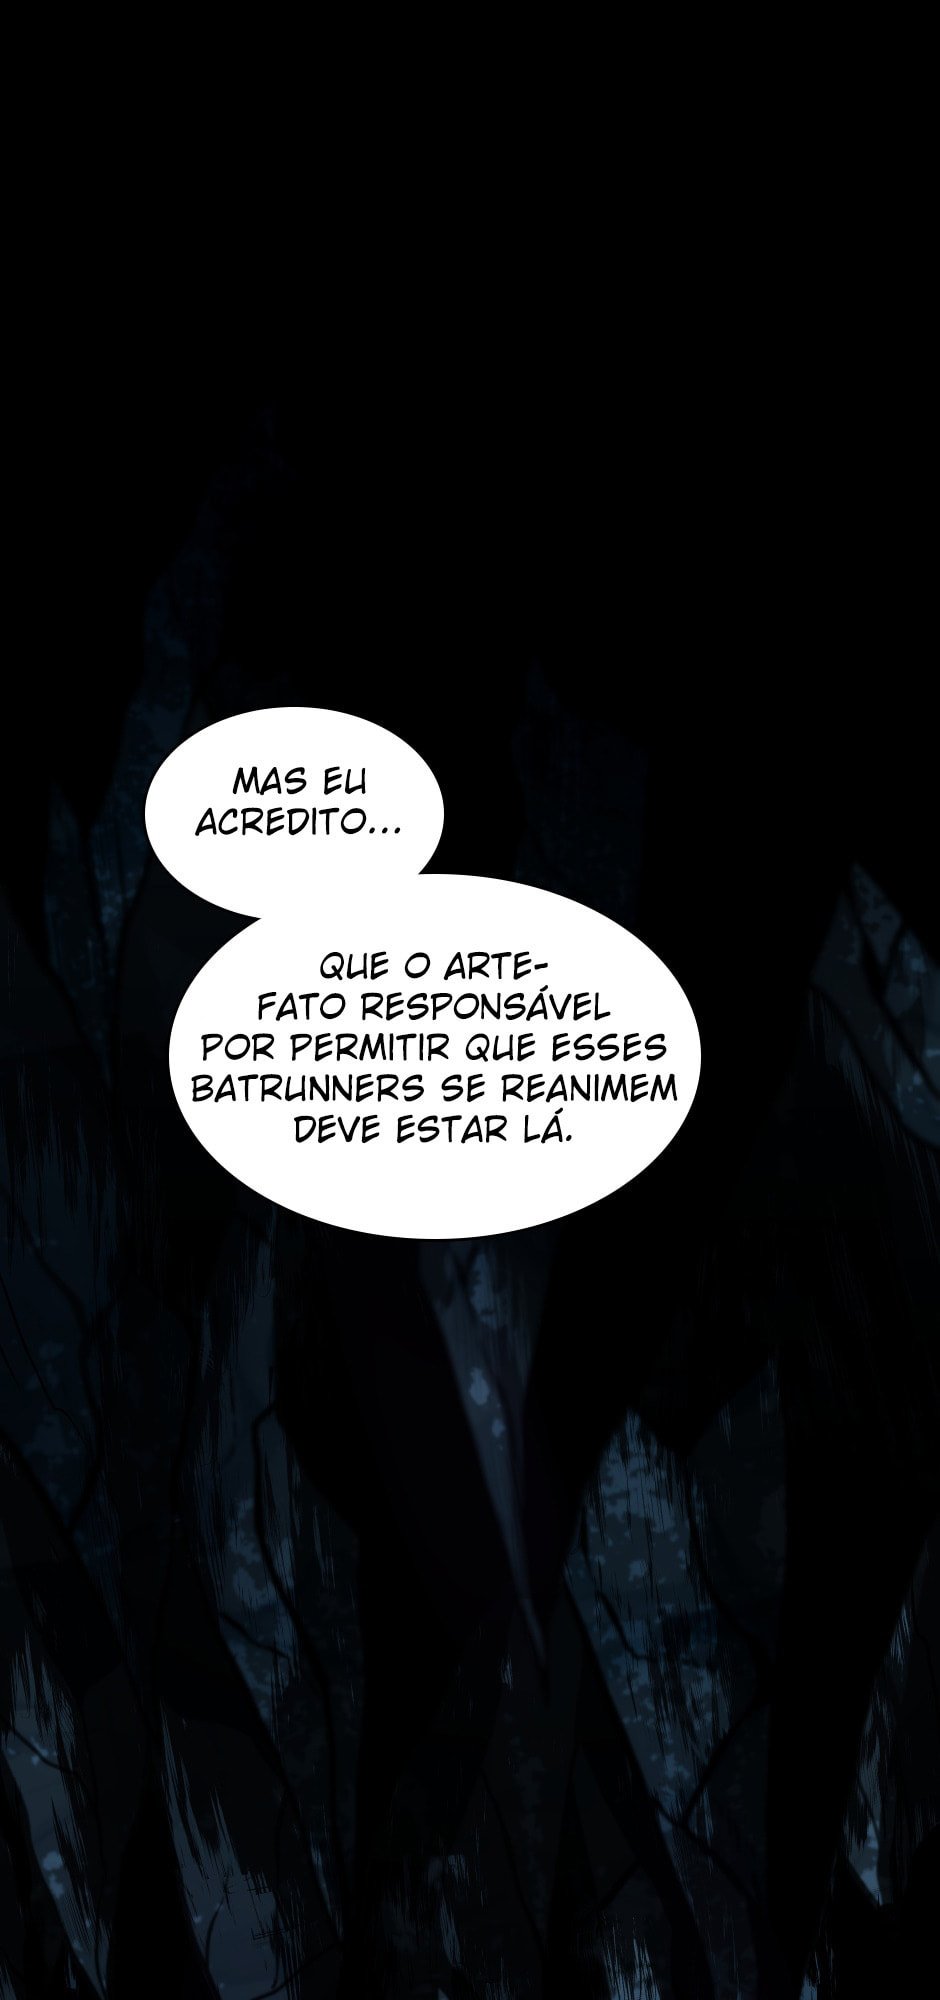 MAS EU
ACREDITO...
QUE O ARTE-
FATO RESPONSÁVEL
POR PERMITIR QUE ESSES
BATRUNNERS SE REANIMEM
DEVE ESTAR LÁ.